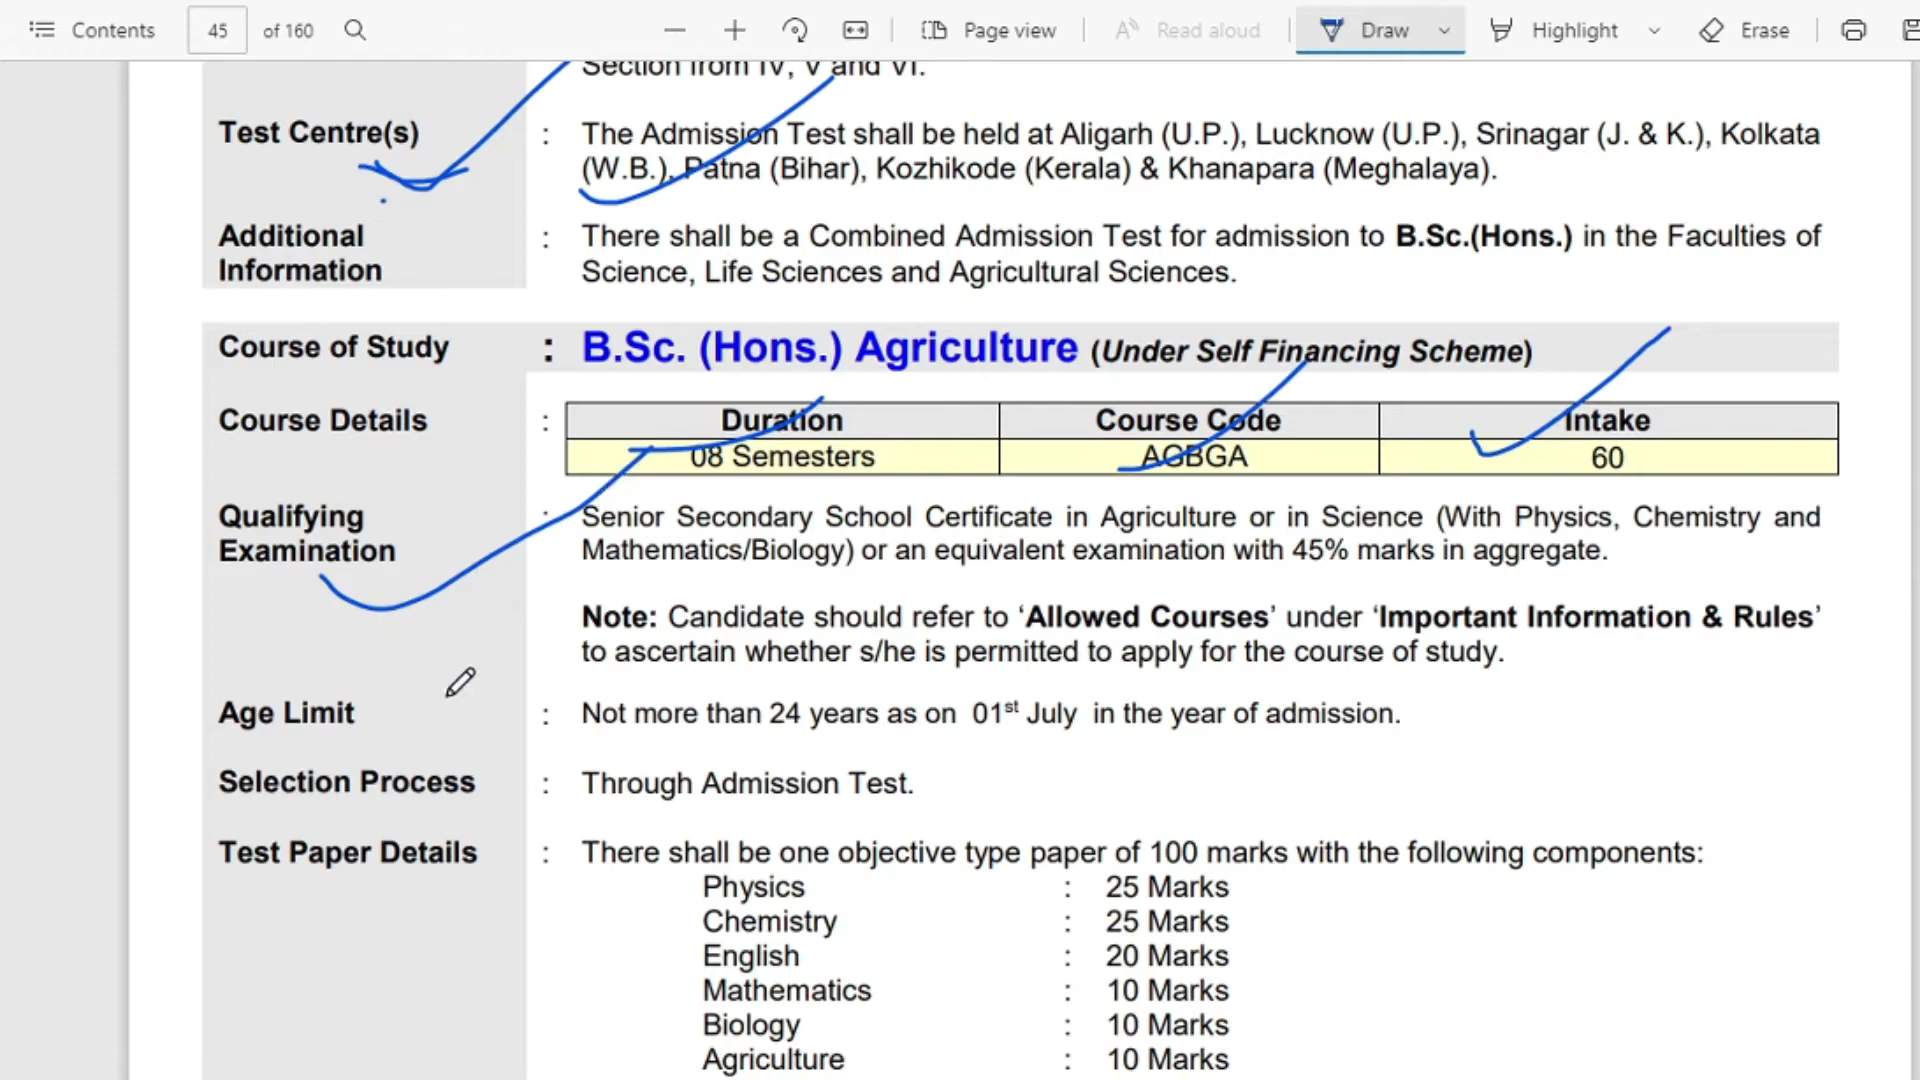 Contents 45 of 160 Page view Read aloud Draw Highlight Erase
Section from IV, V and VI.
Test Centre(s) : The Admission Test shall be held at Aligarh (U.P.), Lucknow (U.P.), Srinagar (J. & K.), Kolkata
(W.B.), Patna (Bihar), Kozhikode (Kerala) & Khanapara (Meghalaya).
Additional : There shall be a Combined Admission Test for admission to B.Sc.(Hons.) in the Faculties of
Information Science, Life Sciences and Agricultural Sciences.
Course of Study : B.Sc. (Hons.) Agriculture (Under Self Financing Scheme)
Course Details : Duration Course Code Intake
08 Semesters AGBGA 60
Qualifying : Senior Secondary School Certificate in Agriculture or in Science (With Physics, Chemistry and
Examination Mathematics/Biology) or an equivalent examination with 45% marks in aggregate.
Note: Candidate should refer to ‘Allowed Courses’ under ‘Important Information & Rules’
to ascertain whether s/he is permitted to apply for the course of study.
Age Limit : Not more than 24 years as on 01st July in the year of admission.
Selection Process : Through Admission Test.
Test Paper Details : There shall be one objective type paper of 100 marks with the following components:
Physics : 25 Marks
Chemistry : 25 Marks
English : 20 Marks
Mathematics : 10 Marks
Biology : 10 Marks
Agriculture : 10 Marks